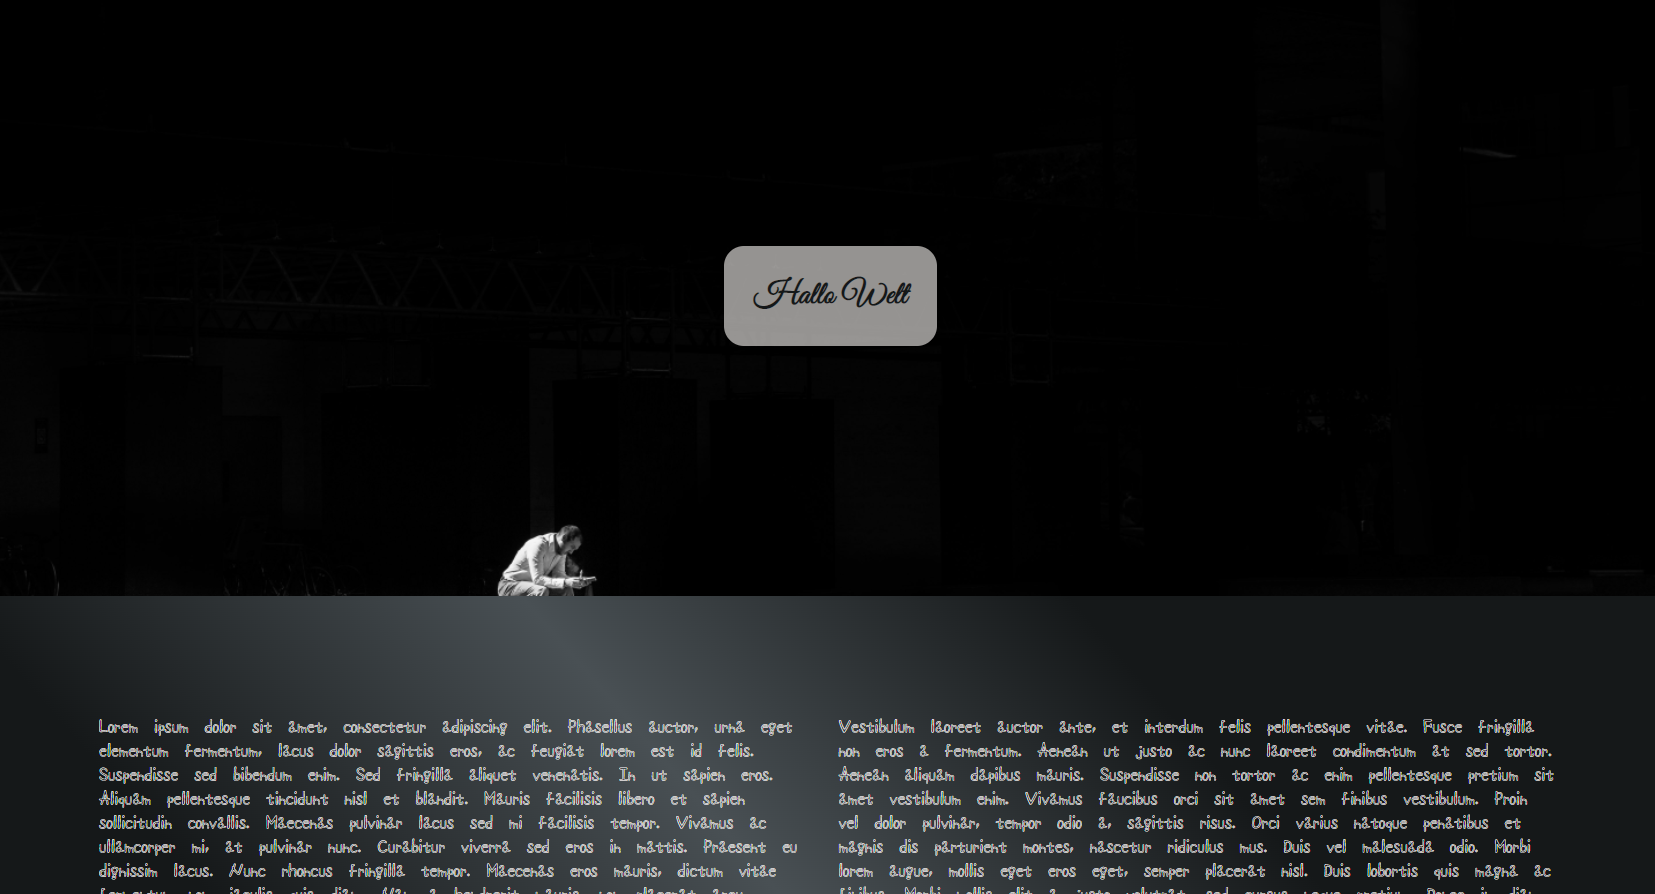 Hallo Welt
Lorem ipsum dolor sit amet, consectetur adipiscing elit. Phasellus auctor, urna eget
elementum fermentum, lacus dolor sagittis eros, ac feugiat lorem est id felis.
Suspendisse sed bibendum enim. Sed fringilla aliquet venenatis. In ut sapien eros.
Aliquam pellentesque tincidunt nisl et blandit. Mauris facilisis libero et sapien
sollicitudin convallis. Maecenas pulvinar lacus sed mi facilisis tempor. Vivamus ac
ullamcorper mi, at pulvinar nunc. Curabitur viverra sed eros in mattis. Praesent eu
dignissim lacus. Nunc rhoncus fringilla tempor. Maecenas eros mauris, dictum vitae
Vestibulum laoreet auctor ante, et interdum felis pellentesque vitae. Fusce fringilla
non eros a fermentum. Aenean ut justo ac nunc laoreet condimentum at sed tortor.
Aenean aliquam dapibus mauris. Suspendisse non tortor ac enim pellentesque pretium sit
amet vestibulum enim. Vivamus faucibus orci sit amet sem finibus vestibulum. Proin
vel dolor pulvinar, tempor odio a, sagittis risus. Orci varius natoque penatibus et
magnis dis parturient montes, nascetur ridiculus mus. Duis vel malesuada odio. Morbi
lorem augue, mollis eget eros eget, semper placerat nisl. Duis lobortis quis magna ac